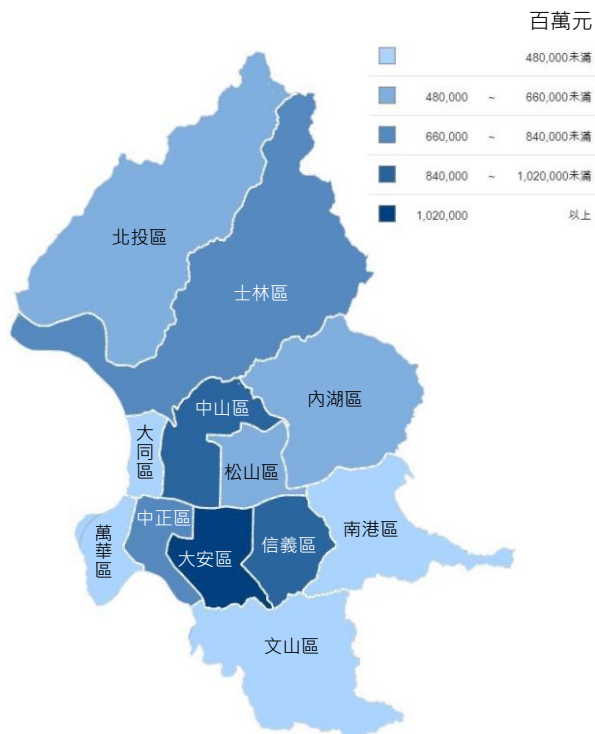 百萬元
480,000未滿
480,000 ~ 660,000未滿
660,000 ~ 840,000未滿
840,000 ~ 1,020,000未滿
1,020,000 以上
北投區
士林區
內湖區
中山區
大同區
松山區
中正區
萬華區
大安區
信義區
南港區
文山區